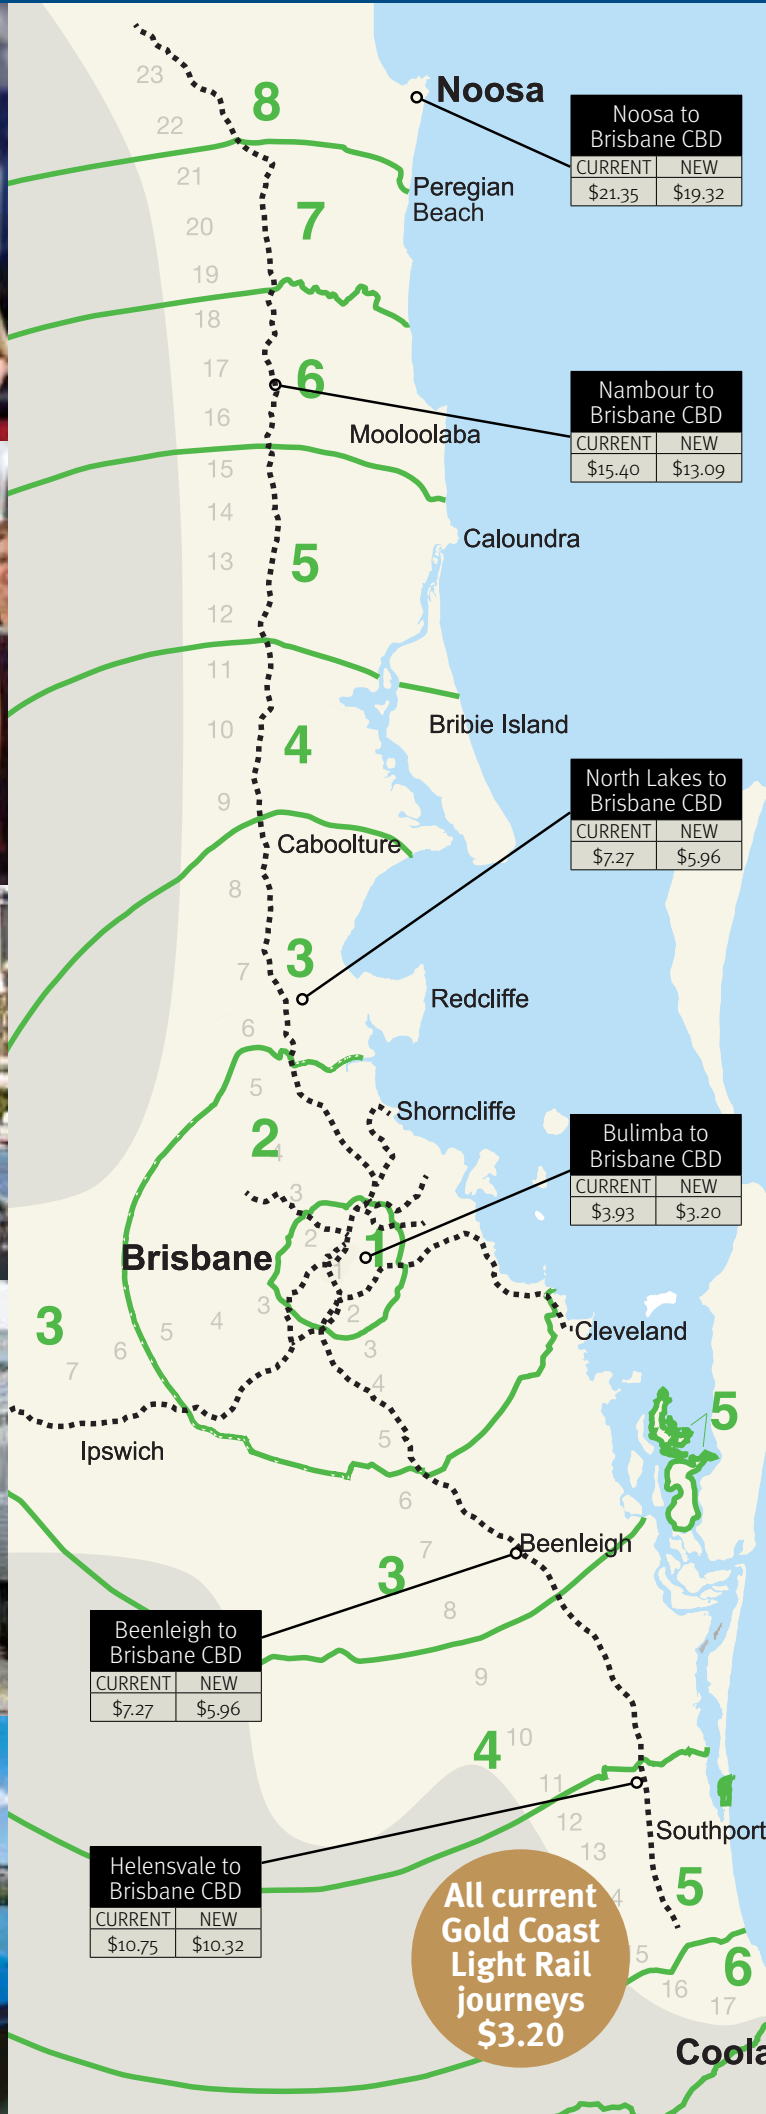 23
8
Noosa
Noosa to
Brisbane CBD
CURRENT NEW
$21.35 $19.32
22
21
Peregian
Beach
7
20
19
18
17
6
Nambour to
Brisbane CBD
CURRENT NEW
$15.40 $13.09
16
Mooloolaba
15
14
Caloundra
5
13
12
11
Bribie Island
10
4
North Lakes to
Brisbane CBD
CURRENT NEW
$7.27 $5.96
9
Caboolture
8
3
7
Redcliffe
6
5
Shorncliffe
2
4
Bulimba to
Brisbane CBD
CURRENT NEW
$3.93 $3.20
3
2
1
Brisbane
1
3
2
4
5
3
6
7
3
Cleveland
4
5
5
Ipswich
6
Beenleigh
7
3
8
Beenleigh to
Brisbane CBD
CURRENT NEW
$7.27 $5.96
9
10
4
11
12
Southport
13
Helensvale to
Brisbane CBD
CURRENT NEW
$10.75 $10.32
5
4
All current
Gold Coast
Light Rail
journeys
$3.20
5
6
16
17
Coola